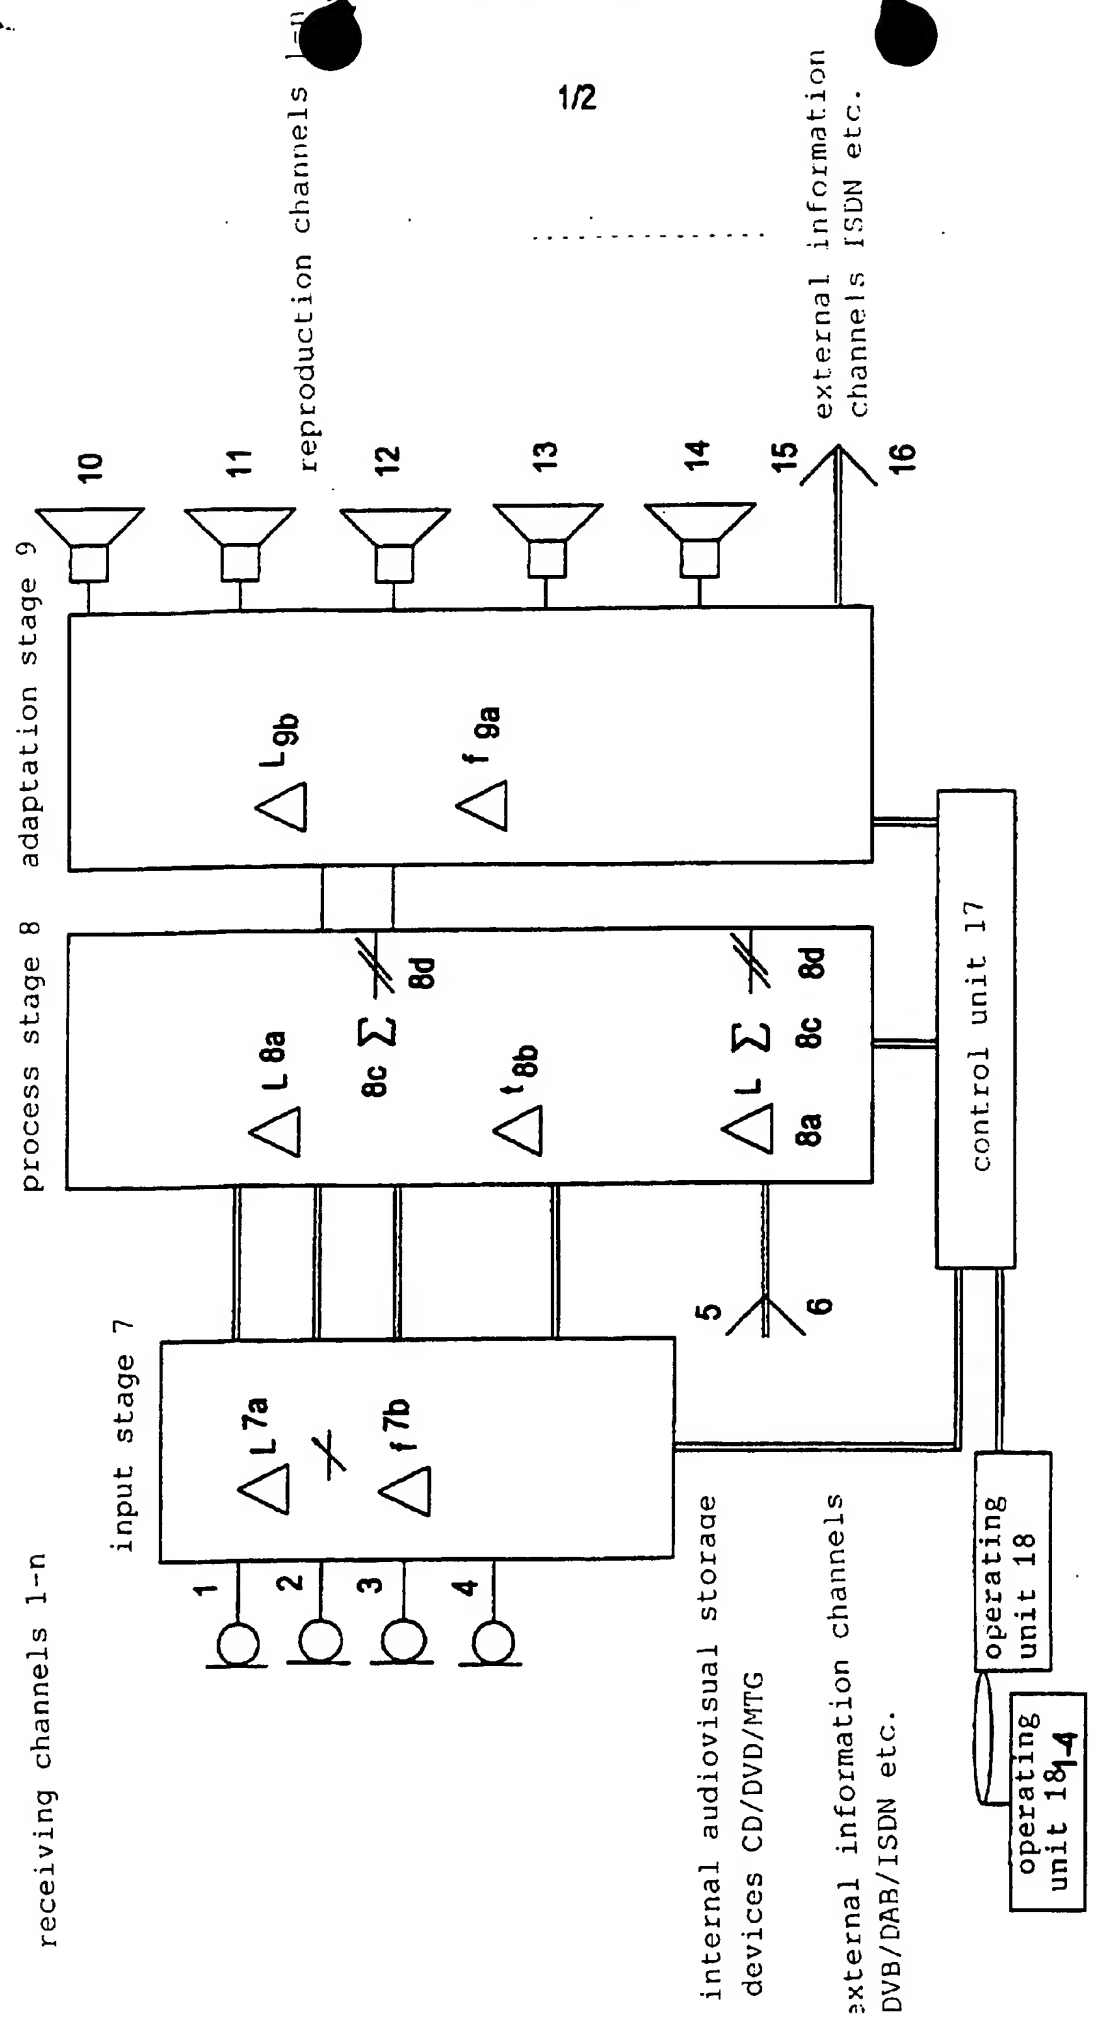 1/2
receiving channels 1-n
input stage 7
process stage 8
adaptation stage 9
reproduction channels 1-n
1
2
3
4
L 7a
f 7b
L 8a
8c Σ
8d
t 8b
L Σ
8a 8c 8d
L 9b
f 9a
10
11
12
13
14
15
16
external information
channels ISDN etc.
5
6
internal audiovisual storage
devices CD/DVD/MTG
external information channels
DVB/DAB/ISDN etc.
control unit 17
operating
unit 18
operating
unit 18 1-4